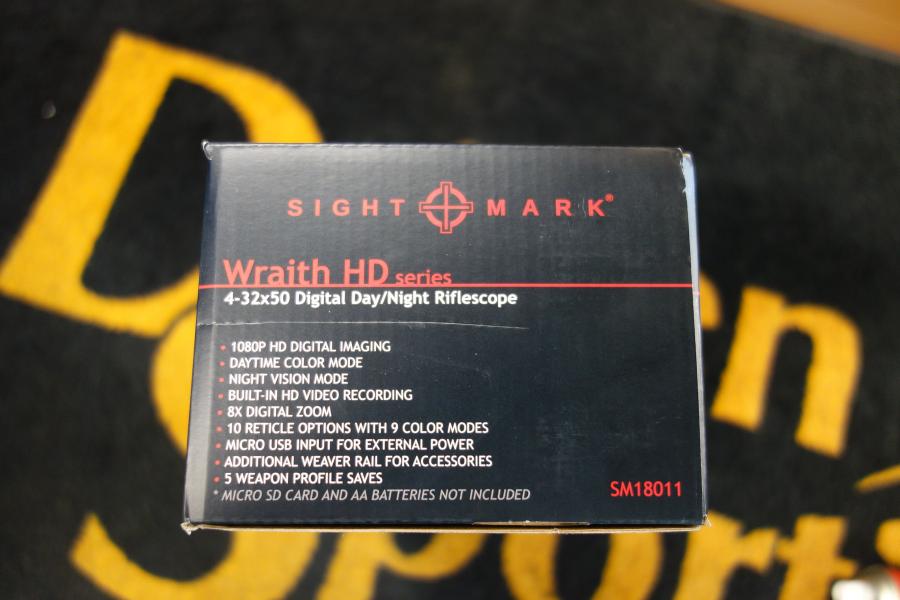 SIGHT MARK®
Wraith HD series
4-32x50 Digital Day/Night Riflescope
• 1080P HD DIGITAL IMAGING
• DAYTIME COLOR MODE
• NIGHT VISION MODE
• BUILT-IN HD VIDEO RECORDING
• 8X DIGITAL ZOOM
• 10 RETICLE OPTIONS WITH 9 COLOR MODES
• MICRO USB INPUT FOR EXTERNAL POWER
• ADDITIONAL WEAVER RAIL FOR ACCESSORIES
• 5 WEAPON PROFILE SAVES
* MICRO SD CARD AND AA BATTERIES NOT INCLUDED
SM18011